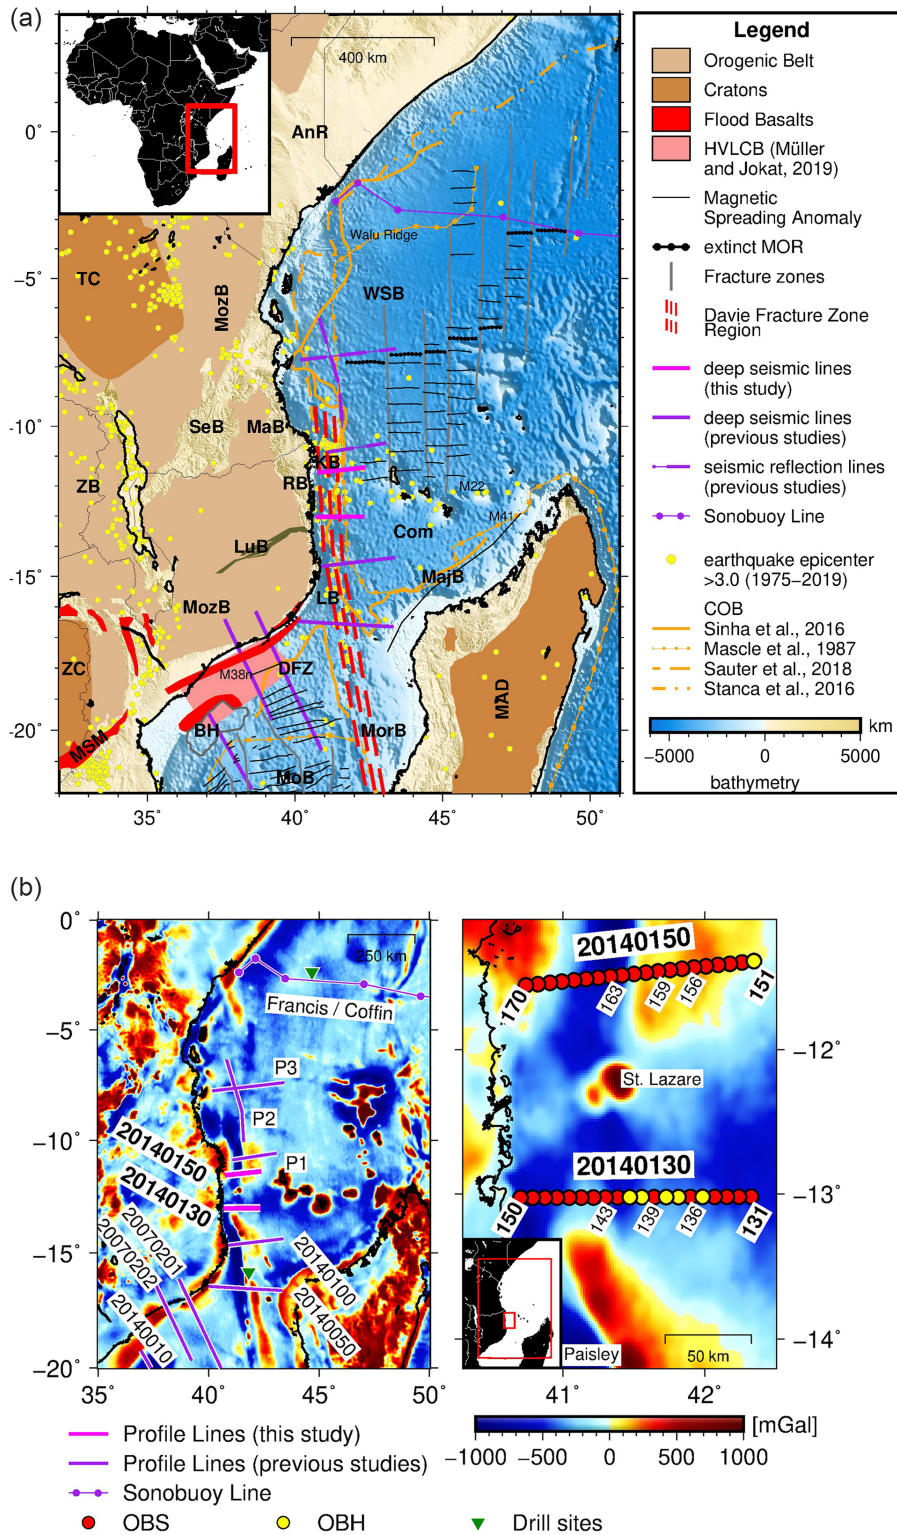 (a)
400 km
AnR
0°
−5°
−10°
−15°
−20°
35°
40°
45°
50°
TC
MozB
Walu Ridge
WSB
SeB
MaB
KB
RB
ZB
M22
M41
Com
LuB
MajB
LB
MozB
ZC
M38n
DFZ
MAD
BH
MorB
MSM
MoB
Legend
Orogenic Belt
Cratons
Flood Basalts
HVLCB (Müller
and Jokat, 2019)
Magnetic
Spreading Anomaly
extinct MOR
Fracture zones
Davie Fracture Zone
Region
deep seismic lines
(this study)
deep seismic lines
(previous studies)
seismic reflection lines
(previous studies)
Sonobuoy Line
earthquake epicenter
>3.0 (1975−2019)
COB
Sinha et al., 2016
Mascle et al., 1987
Sauter et al., 2018
Stanca et al., 2016
km
−5000
0
5000
bathymetry
(b)
0°
−5°
−10°
−15°
−20°
35°
40°
45°
50°
250 km
Francis / Coffin
P3
P2
P1
20140150
20140130
20070201
20070202
20140010
20140100
20140050
20140150
170
163
159
156
151
−12°
St. Lazare
20140130
−13°
150
143
139
136
131
−14°
Paisley
50 km
41°
42°
Profile Lines (this study)
Profile Lines (previous studies)
Sonobuoy Line
OBS
OBH
Drill sites
[mGal]
−1000
−500
0
500
1000